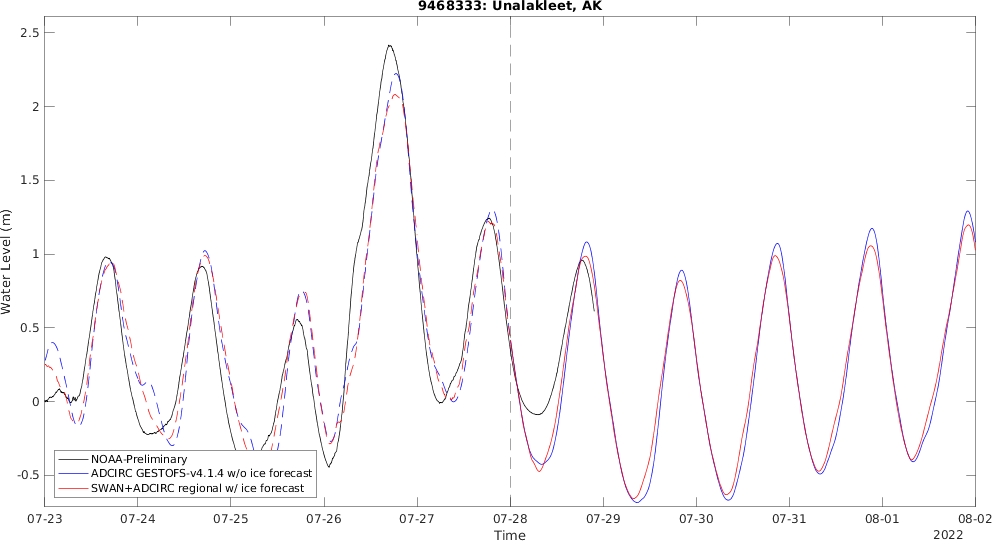 9468333: Unalakleet, AK
2.5
2
1.5
1
0.5
0
-0.5
Water Level (m)
NOAA-Preliminary
ADCIRC GESTOFS-v4.1.4 w/o ice forecast
SWAN+ADCIRC regional w/ ice forecast
07-23 07-24 07-25 07-26 07-27 07-28 07-29 07-30 07-31 08-01 08-02
Time
2022